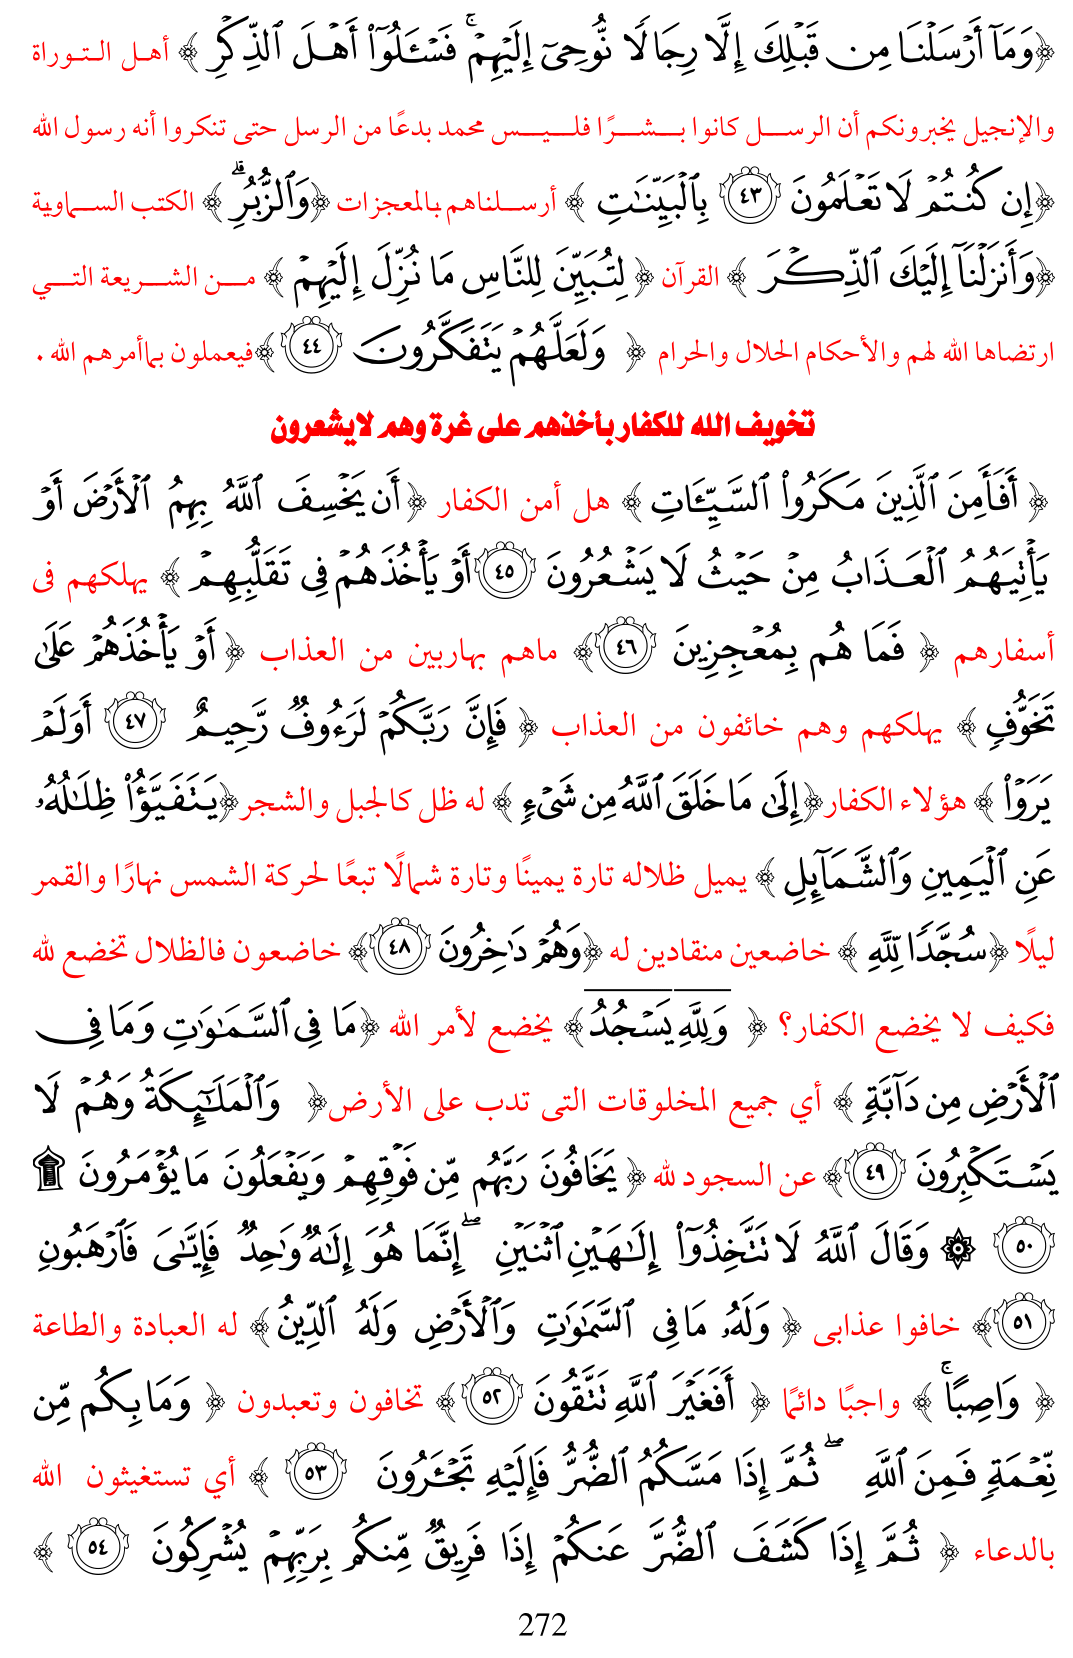 ﴿وَمَآ أَرۡسَلۡنَا مِن قَبۡلِكَ إِلَّا رِجَالٗا نُّوحِيٓ إِلَيۡهِمۡۖ فَسۡـَٔلُوٓاْ أَهۡلَ ٱلذِّكۡرِ ﴾ أهل التوراة
والإنجيل يخبرونكم أن الرسل كانوا بشرًا فليس محمد بدعًا من الرسل حتى تنكروا أنه رسول الله
﴿إِن كُنتُمۡ لَا تَعۡلَمُونَ ٤٣ بِٱلۡبَيِّنَٰتِ ﴾ أرسلناهم بالمعجزات ﴿وَٱلزُّبُرِۗ ﴾ الكتب السماوية
﴿وَأَنزَلۡنَآ إِلَيۡكَ ٱلذِّكۡرَ ﴾ القرآن ﴿ لِتُبَيِّنَ لِلنَّاسِ مَا نُزِّلَ إِلَيۡهِمۡ ﴾ من الشريعة التي
ارتضاها الله لهم والأحكام الحلال والحرام ﴿ وَلَعَلَّهُمۡ يَتَفَكَّرُونَ ٤٤ ﴾فيعملون بماأمرهم الله .
تخويف الله للكفار بأخذهم على غرة وهم لايشعرون
﴿ أَفَأَمِنَ ٱلَّذِينَ مَكَرُواْ ٱلسَّيِّـَٔاتِ ﴾ هل أمن الكفار ﴿أَن يَخۡسِفَ ٱللَّهُ بِهِمُ ٱلۡأَرۡضَ أَوۡ
يَأۡتِيَهُمُ ٱلۡعَذَابُ مِنۡ حَيۡثُ لَا يَشۡعُرُونَ ٤٥ أَوۡ يَأۡخُذَهُمۡ فِي تَقَلُّبِهِمۡ ﴾ يهلكهم فى
أسفارهم ﴿ فَمَا هُم بِمُعۡجِزِينَ ٤٦ ﴾ ماهم بهاربين من العذاب ﴿ أَوۡ يَأۡخُذَهُمۡ عَلَىٰ
تَخَوُّفٖ ﴾ يهلكهم وهم خائفون من العذاب ﴿ فَإِنَّ رَبَّكُمۡ لَرَءُوفٞ رَّحِيمٌ ٤٧ أَوَلَمۡ
يَرَوۡاْ ﴾ هؤلاء الكفار﴿إِلَىٰ مَا خَلَقَ ٱللَّهُ مِن شَيۡءٖ ﴾ له ظل كالجبل والشجر﴿يَتَفَيَّؤُاْ ظِلَٰلُهُۥ
عَنِ ٱلۡيَمِينِ وَٱلشَّمَآئِلِ ﴾ يميل ظلاله تارة يمينًا وتارة شمالًا تبعًا لحركة الشمس نهارًا والقمر
ليلًا ﴿سُجَّدٗا لِّلَّهِ ﴾ خاضعين منقادين له ﴿وَهُمۡ دَٰخِرُونَ ٤٨ ﴾ خاضعون فالظلال تخضع لله
فكيف لا يخضع الكفار؟ ﴿ وَلِلَّهِۤ يَسۡجُدُۤ﴾ يخضع لأمر الله ﴿مَا فِي ٱلسَّمَٰوَٰتِ وَمَا فِي
ٱلۡأَرۡضِ مِن دَآبَّةٖ ﴾ أي جميع المخلوقات التى تدب على الأرض﴿ وَٱلۡمَلَٰٓئِكَةُ وَهُمۡ لَا
يَسۡتَكۡبِرُونَ ٤٩ ﴾ عن السجود لله ﴿ يَخَافُونَ رَبَّهُم مِّن فَوۡقِهِمۡ وَيَفۡعَلُونَ مَا يُؤۡمَرُونَ ۩
٥٠ ۞ وَقَالَ ٱللَّهُ لَا تَتَّخِذُوٓاْ إِلَٰهَيۡنِ ٱثۡنَيۡنِۖ إِنَّمَا هُوَ إِلَٰهٞ وَٰحِدٞ فَإِيَّٰيَ فَٱرۡهَبُونِ
٥١ ﴾ خافوا عذابى ﴿ وَلَهُۥ مَا فِي ٱلسَّمَٰوَٰتِ وَٱلۡأَرۡضِ وَلَهُ ٱلدِّينُ﴾ له العبادة والطاعة
﴿ وَاصِبًاۚ ﴾ واجبًا دائمًا ﴿ أَفَغَيۡرَ ٱللَّهِ تَتَّقُونَ ٥٢ ﴾ تخافون وتعبدون ﴿ وَمَا بِكُم مِّن
نِّعۡمَةٖ فَمِنَ ٱللَّهِۖ ثُمَّ إِذَا مَسَّكُمُ ٱلضُّرُّ فَإِلَيۡهِ تَجۡـَٔرُونَ ٥٣ ﴾ أي تستغيثون الله
بالدعاء ﴿ ثُمَّ إِذَا كَشَفَ ٱلضُّرَّ عَنكُمۡ إِذَا فَرِيقٞ مِّنكُم بِرَبِّهِمۡ يُشۡرِكُونَ ٥٤ ﴾
272